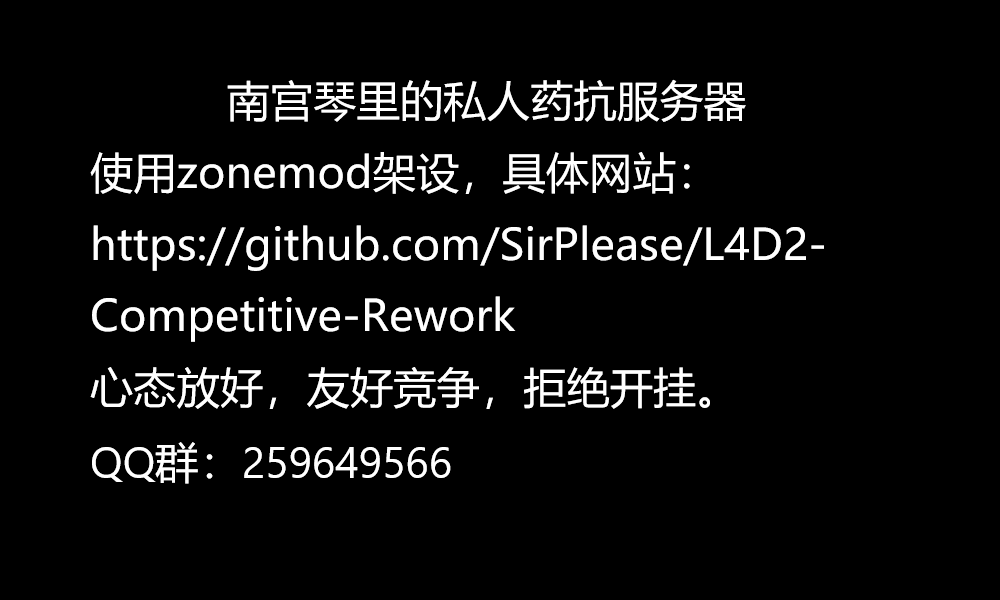 南宫琴里的私人药抗服务器
使用zonemod架设，具体网站：
https://github.com/SirPlease/L4D2-
Competitive-Rework
心态放好，友好竞争，拒绝开挂。
QQ群：259649566